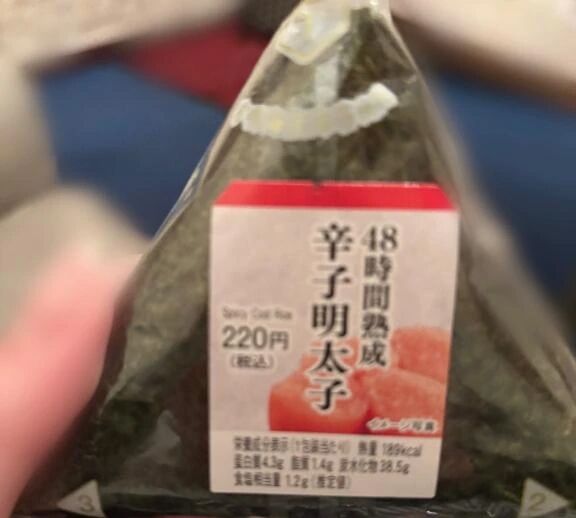 48時間熟成
辛子明太子
Spicy Cod Roe
220円
(税込)
イメージ写真
栄養成分表示(1包装当たり) 熱量 189kcal
蛋白質4.3g 脂質1.4g 炭水化物38.5g
食塩相当量 1.2g(推定値)
3
2